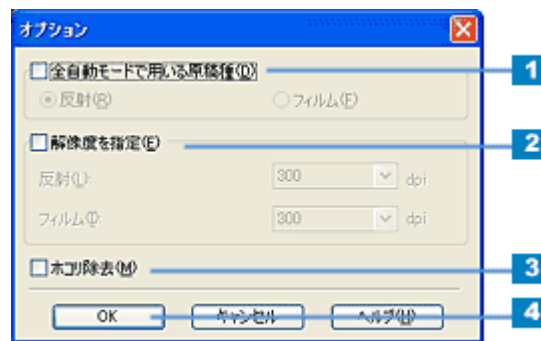 オプション
全自動モードで用いる原稿種(D)
1
反射(R) フィルム(F)
解像度を指定(E)
2
反射(L): 300 dpi
フィルム(I): 300 dpi
ホコリ除去(M)
3
OK キャンセル ヘルプ(H)
4